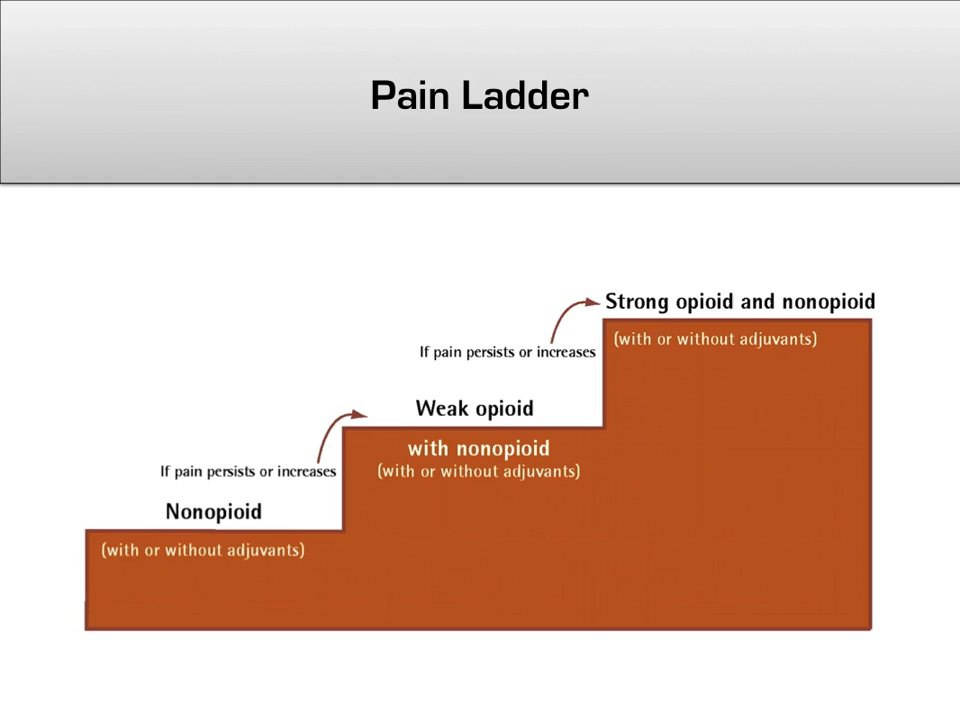 Pain Ladder
Strong opioid and nonopioid
(with or without adjuvants)
If pain persists or increases
Weak opioid
with nonopioid
(with or without adjuvants)
If pain persists or increases
Nonopioid
(with or without adjuvants)